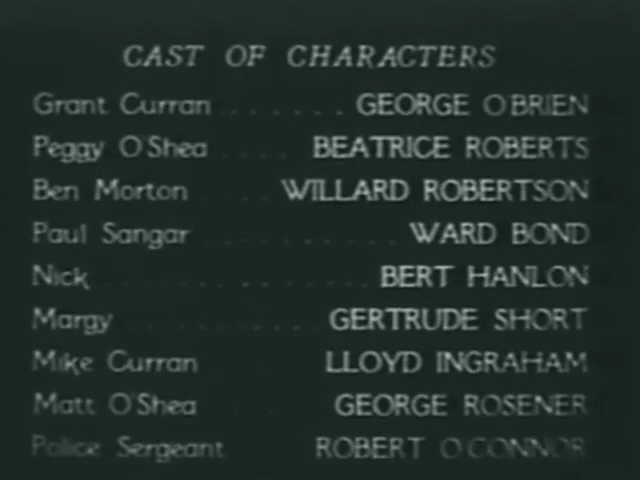 CAST OF CHARACTERS
Grant Curran ....... GEORGE O'BRIEN
Peggy O'Shea .... BEATRICE ROBERTS
Ben Morton .. WILLARD ROBERTSON
Paul Sangar .......... WARD BOND
Nick ............. BERT HANLON
Margy .......... GERTRUDE SHORT
Mike Curran LLOYD INGRAHAM
Matt O'Shea .. GEORGE ROSENER
Police Sergeant ROBERT O'CONNOR